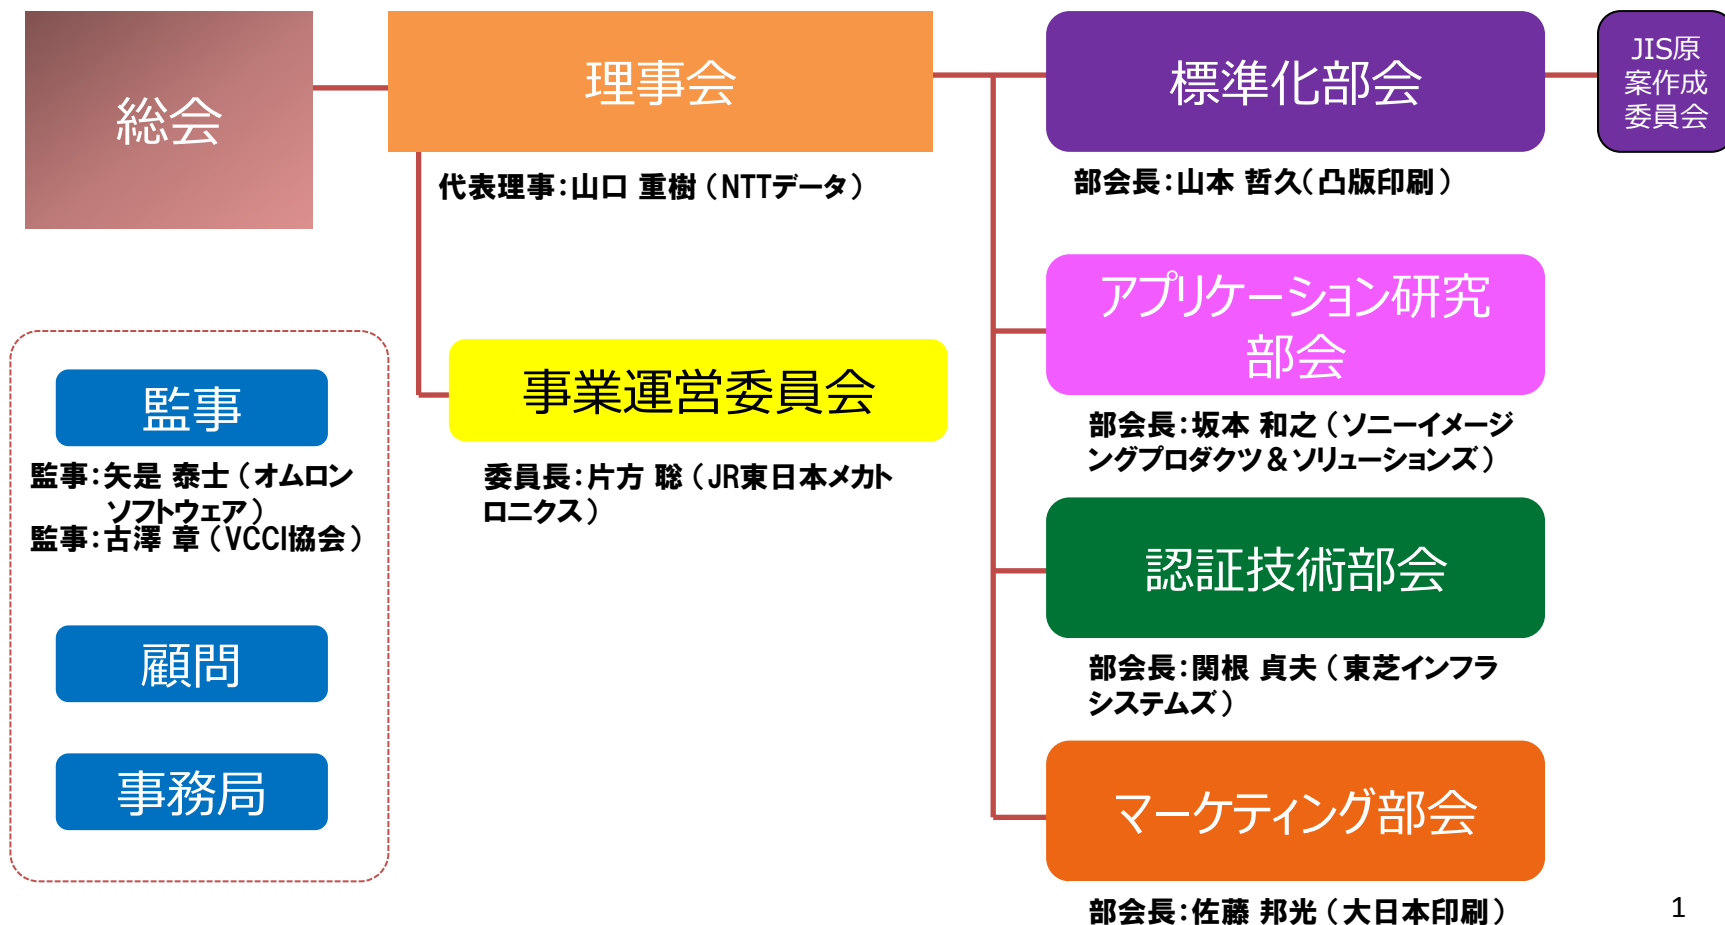 総会
理事会
代表理事：山口 重樹（NTTデータ）
事業運営委員会
委員長：片方 聡（JR東日本メカト
ロニクス）
監事
監事：矢是 泰士（オムロン
ソフトウェア）
監事：古澤 章（VCCI協会）
顧問
事務局
標準化部会
部会長：山本 哲久（凸版印刷）
JIS原
案作成
委員会
アプリケーション研究
部会
部会長：坂本 和之（ソニーイメージ
ングプロダクツ＆ソリューションズ）
認証技術部会
部会長：関根 貞夫（東芝インフラ
システムズ）
マーケティング部会
部会長：佐藤 邦光（大日本印刷）
1